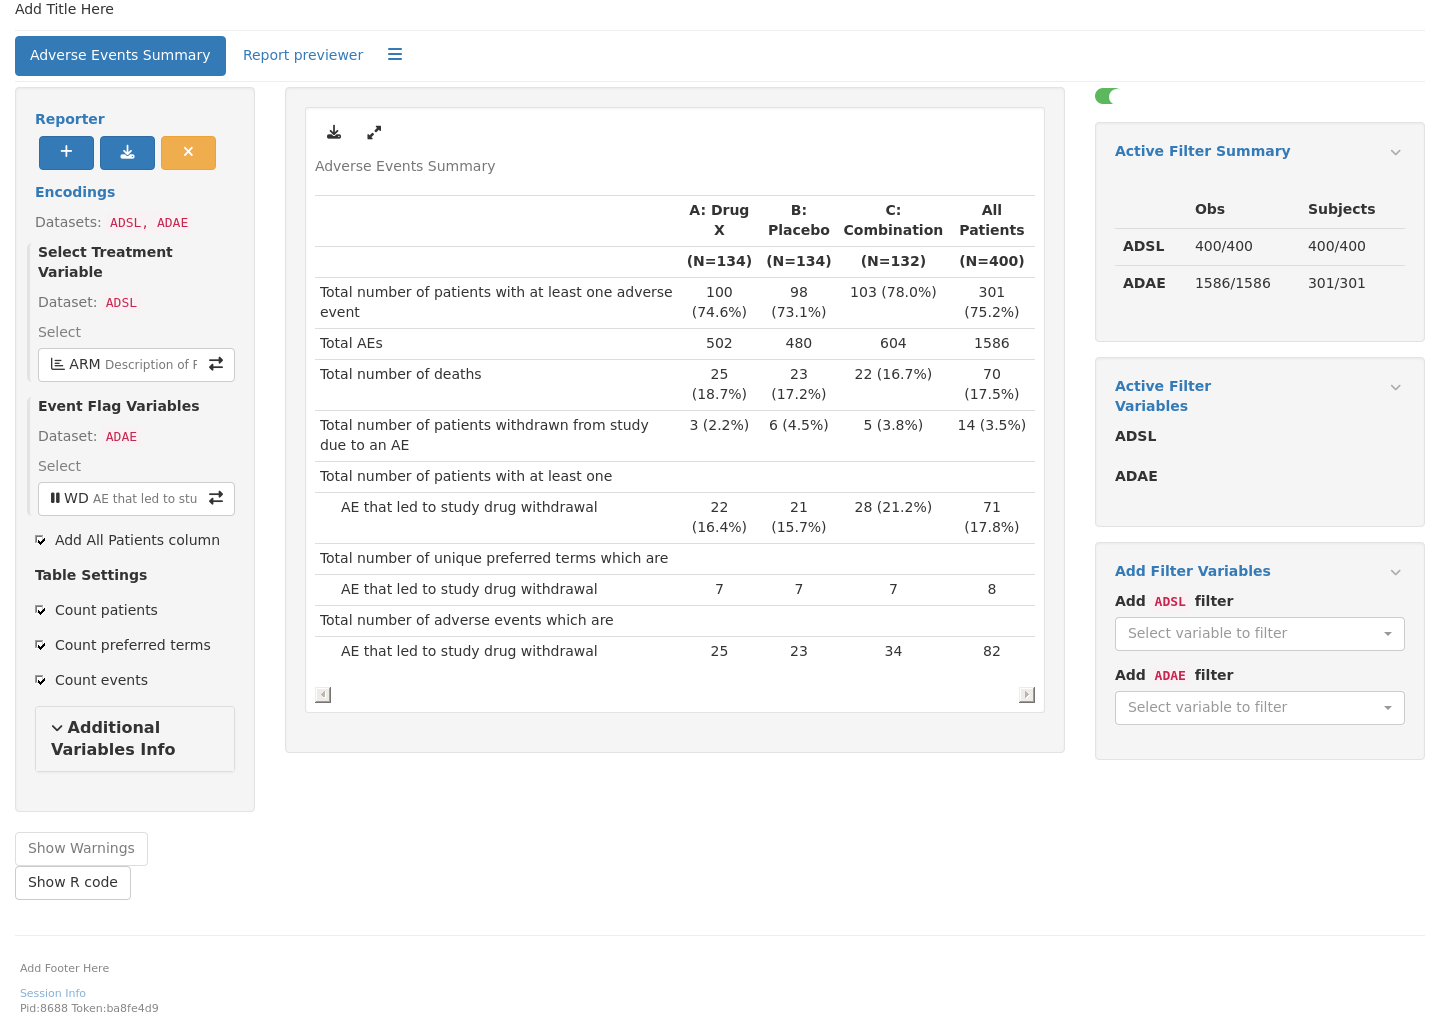 Add Title Here
Adverse Events Summary
Report previewer
Reporter
Encodings
Datasets: ADSL, ADAE
Select Treatment
Variable
Dataset: ADSL
Select
ARM Description of
Event Flag Variables
Dataset: ADAE
Select
WD AE that led to stu
Add All Patients column
Table Settings
Count patients
Count preferred terms
Count events
Additional
Variables Info
Show Warnings
Show R code
Adverse Events Summary
A: Drug X B: Placebo C: Combination All Patients
(N=134) (N=134) (N=132) (N=400)
Total number of patients with at least one adverse event 100 (74.6%) 98 (73.1%) 103 (78.0%) 301 (75.2%)
Total AEs 502 480 604 1586
Total number of deaths 25 (18.7%) 23 (17.2%) 22 (16.7%) 70 (17.5%)
Total number of patients withdrawn from study due to an AE 3 (2.2%) 6 (4.5%) 5 (3.8%) 14 (3.5%)
Total number of patients with at least one
AE that led to study drug withdrawal 22 (16.4%) 21 (15.7%) 28 (21.2%) 71 (17.8%)
Total number of unique preferred terms which are
AE that led to study drug withdrawal 7 7 7 8
Total number of adverse events which are
AE that led to study drug withdrawal 25 23 34 82
Active Filter Summary
Obs Subjects
ADSL 400/400 400/400
ADAE 1586/1586 301/301
Active Filter
Variables
ADSL
ADAE
Add Filter Variables
Add ADSL filter
Select variable to filter
Add ADAE filter
Select variable to filter
Add Footer Here
Session Info
Pid:8688 Token:ba8fe4d9